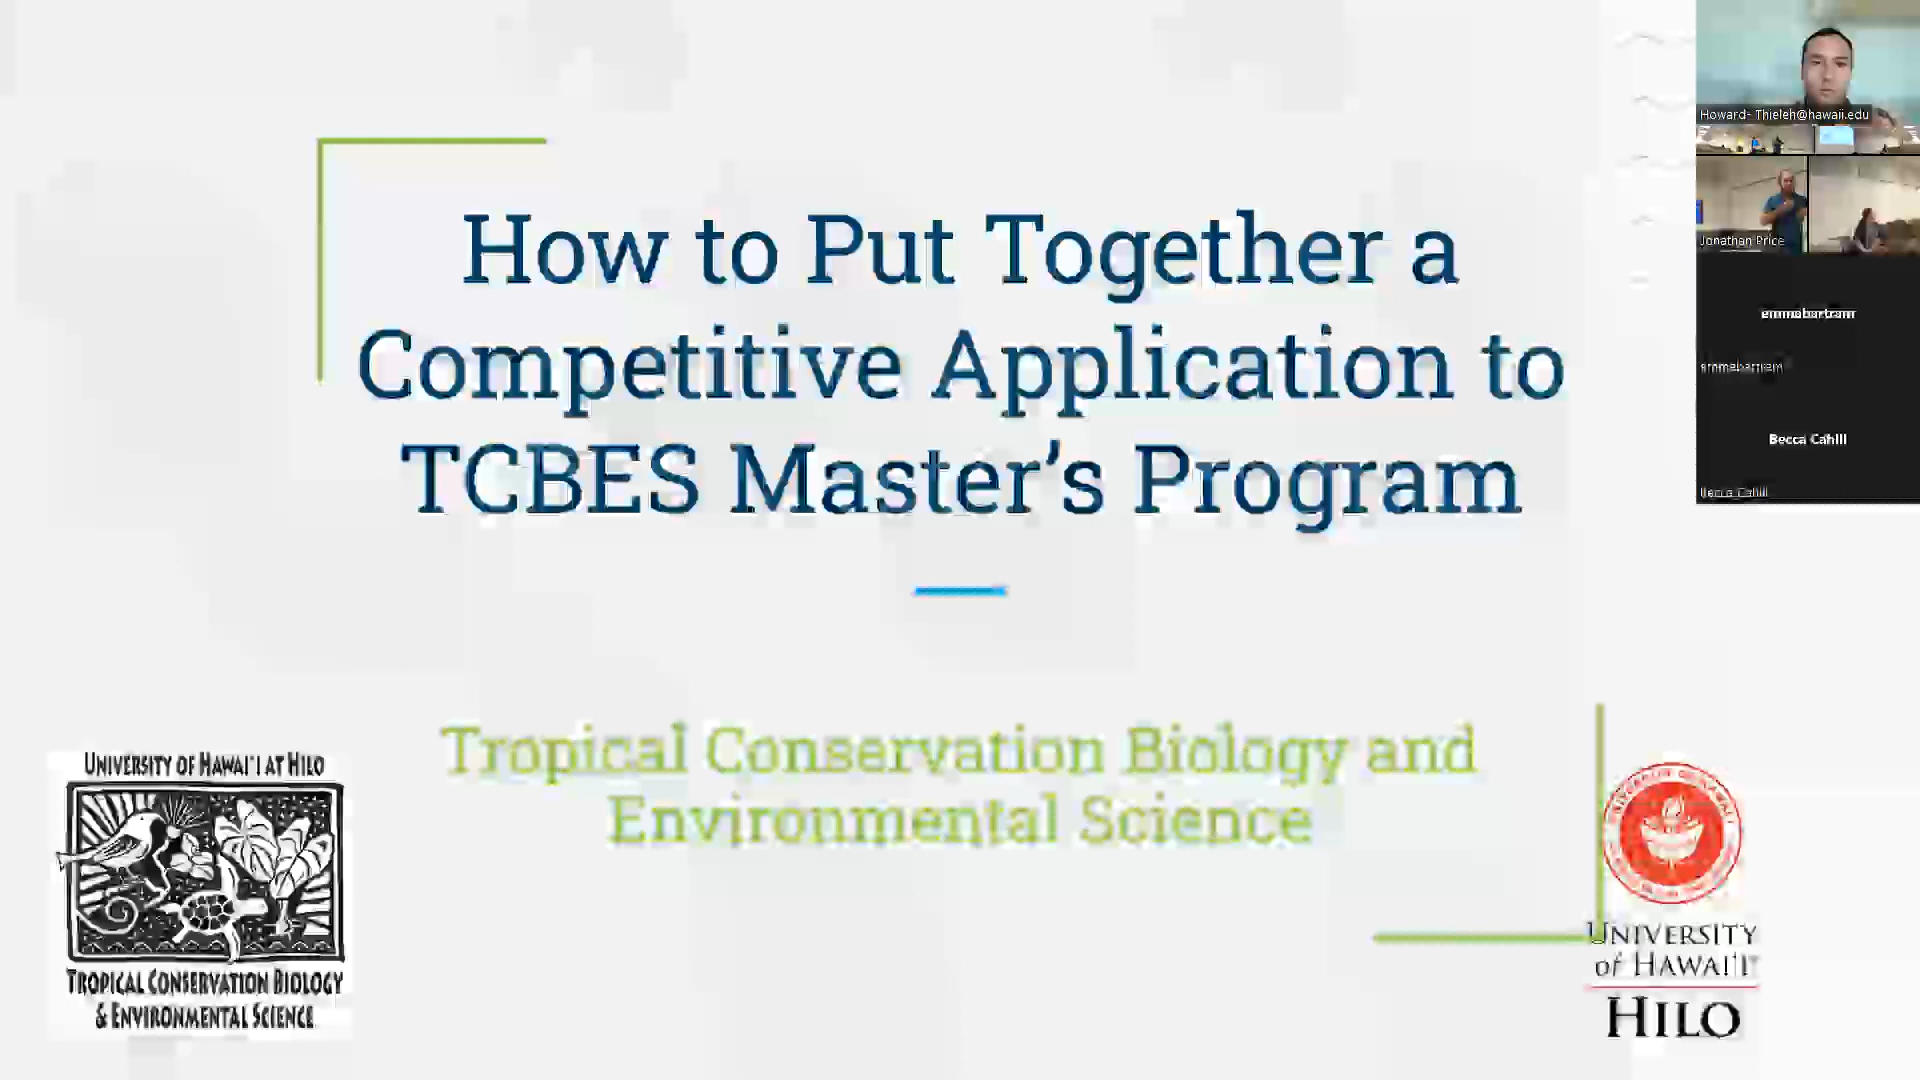 How to Put Together a
Competitive Application to
TCBES Master's Program
Tropical Conservation Biology and
Environmental Science
UNIVERSITY OF HAWAI'I AT HILO
TROPICAL CONSERVATION BIOLOGY
& ENVIRONMENTAL SCIENCE
UNIVERSITY
of HAWAI'I
HILO
Howard- Thieleh@hawaii.edu
Jonathan Price
emmabartram
emmabartram
Becca Cahill
Becca Cahill